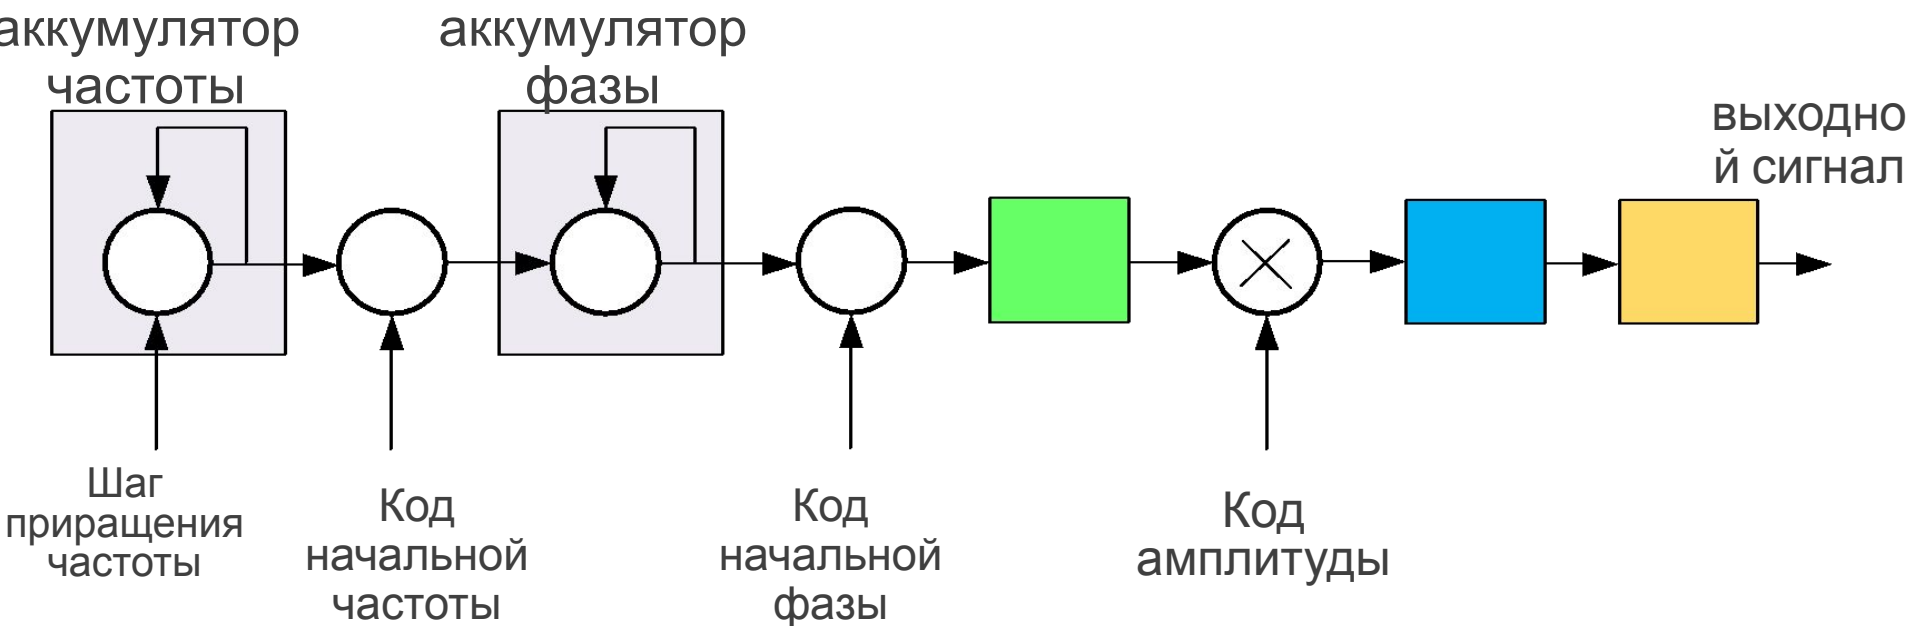 аккумулятор
частоты
аккумулятор
фазы
выходно
й сигнал
Шаг
приращения
частоты
Код
начальной
частоты
Код
начальной
фазы
Код
амплитуды